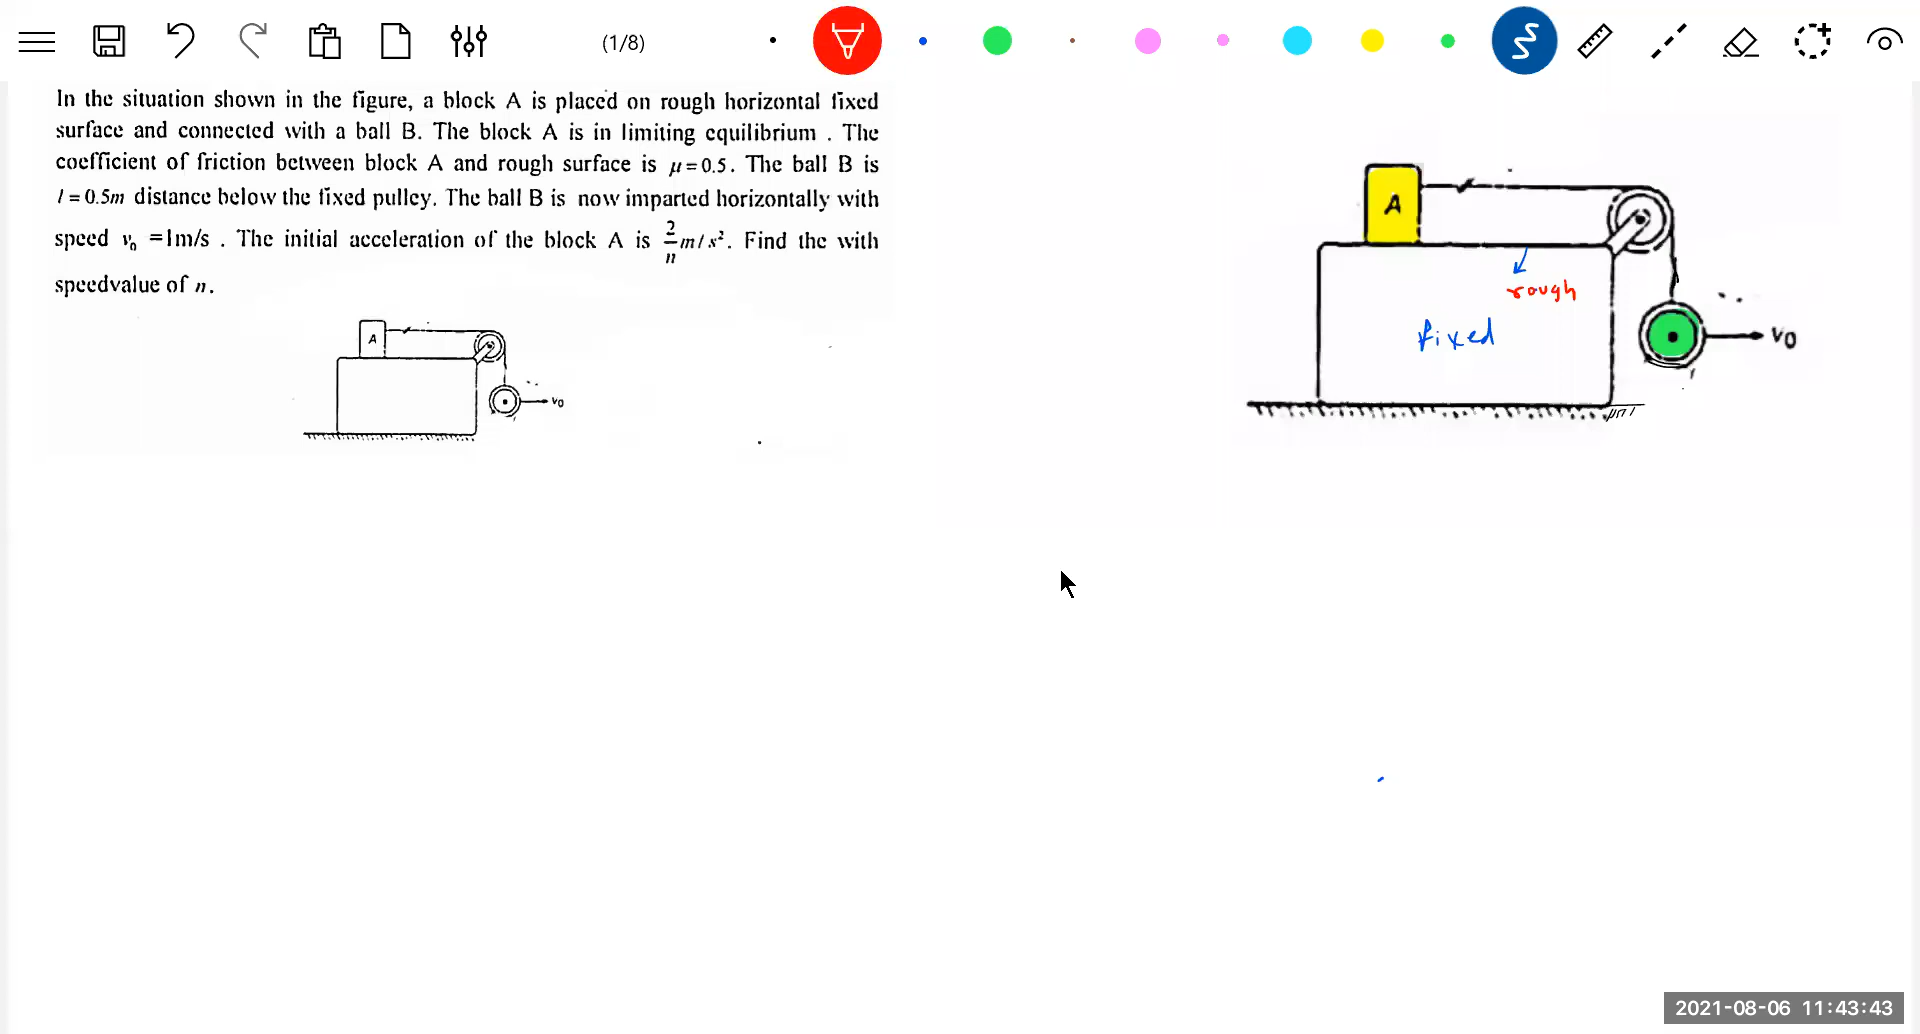 (1/8)
In the situation shown in the figure, a block A is placed on rough horizontal fixed
surface and connected with a ball B. The block A is in limiting equilibrium . The
coefficient of friction between block A and rough surface is μ = 0.5. The ball B is
l = 0.5m distance below the fixed pulley. The ball B is now imparted horizontally with
speed v₀ =1m/s . The initial acceleration of the block A is 2/n m/s². Find the with
speedvalue of n.
A
v₀
A
rough
fixed
v₀
2021-08-06 11:43:43